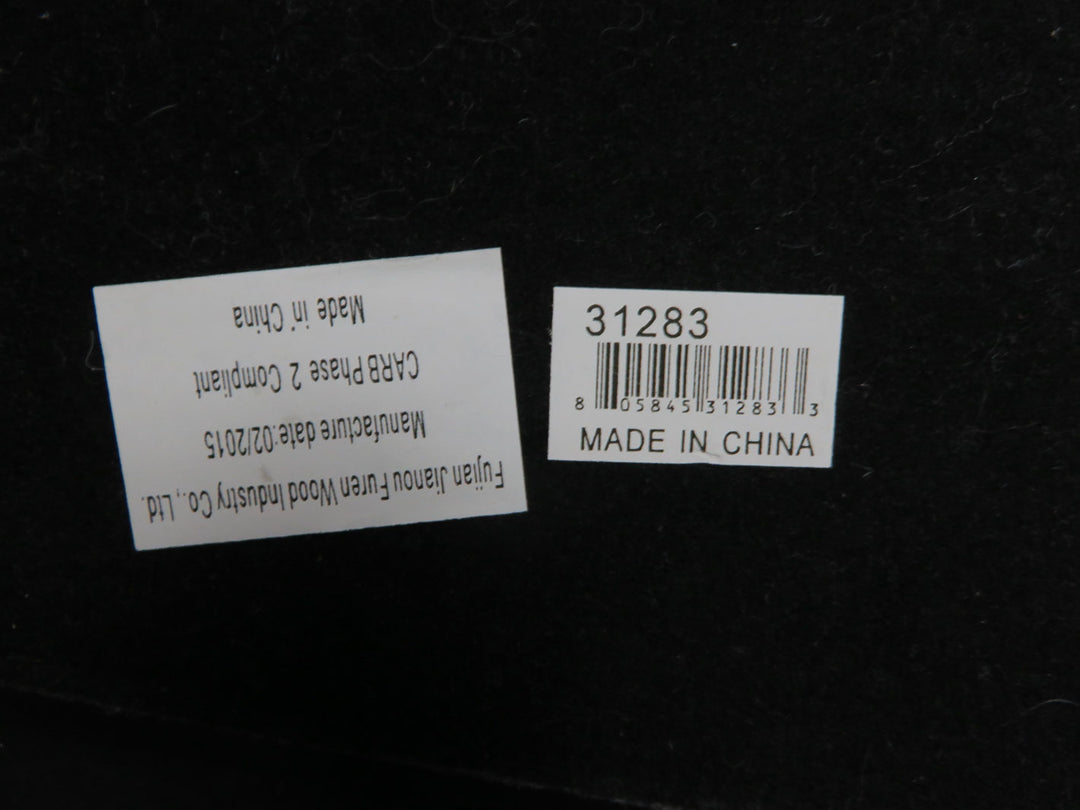 Fujian Jianou Furen Wood Industry Co., Ltd.
Manufacture date:02/2015
CARB Phase 2 Compliant
Made in China
31283
8 05845 31283 3
MADE IN CHINA